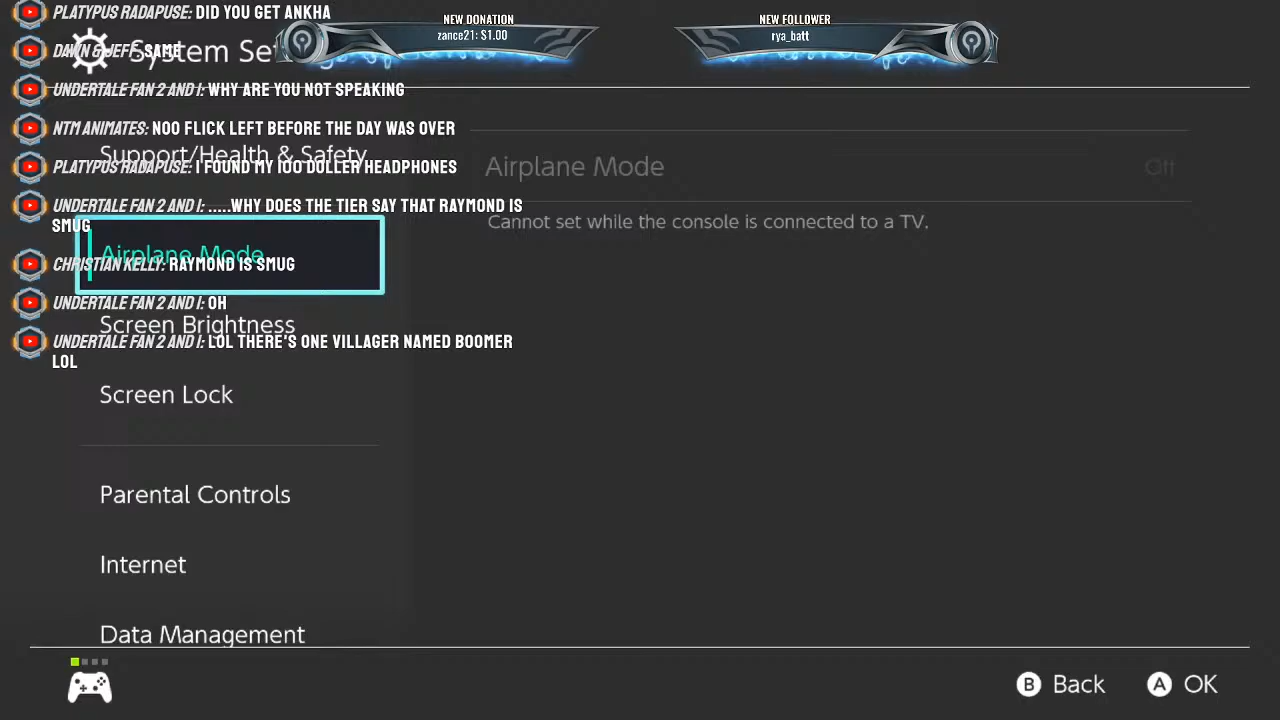 PLATYPUS RADAPUSE: DID YOU GET ANKHA
NEW DONATION
zance21: $1.00
NEW FOLLOWER
rya_batt
System Se
DAWN & JEFF: SAME
UNDERTALE FAN 2 AND I: WHY ARE YOU NOT SPEAKING
NTM ANIMATES: NOO FLICK LEFT BEFORE THE DAY WAS OVER
Support/Health & Safety
PLATYPUS RADAPUSE: I FOUND MY 100 DOLLER HEADPHONES
Airplane Mode
Off
UNDERTALE FAN 2 AND I: .....WHY DOES THE TIER SAY THAT RAYMOND IS
SMUG
Cannot set while the console is connected to a TV.
Airplane Mode
CHRISTIAN KELLY: RAYMOND IS SMUG
UNDERTALE FAN 2 AND I: OH
Screen Brightness
UNDERTALE FAN 2 AND I: LOL THERE'S ONE VILLAGER NAMED BOOMER
LOL
Screen Lock
Parental Controls
Internet
Data Management
B Back
A OK